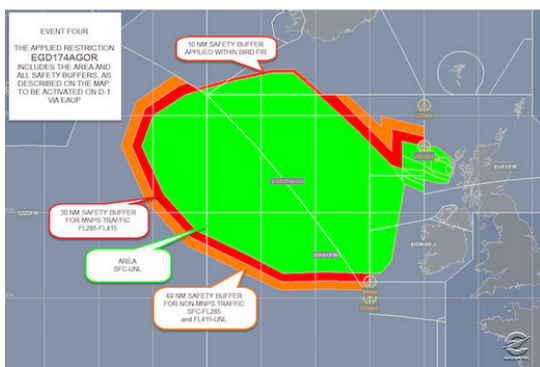 EVENT FOUR
THE APPLIED RESTRICTION
EGD174AGOR
INCLUDES THE AREA AND
ALL SAFETY BUFFERS, AS
DESCRIBED ON THE MAP,
TO BE ACTIVATED ON D-1
VIA EAUP
10 NM SAFETY BUFFER
APPLIED WITHIN BIRD FIR
EGD174AGO
30 NM SAFETY BUFFER
FOR MNPS TRAFFIC
FL285-FL415
AREA
SFC-UNL
60 NM SAFETY BUFFER
FOR NON-MNPS TRAFFIC
SFC-FL285
and FL415-UNL